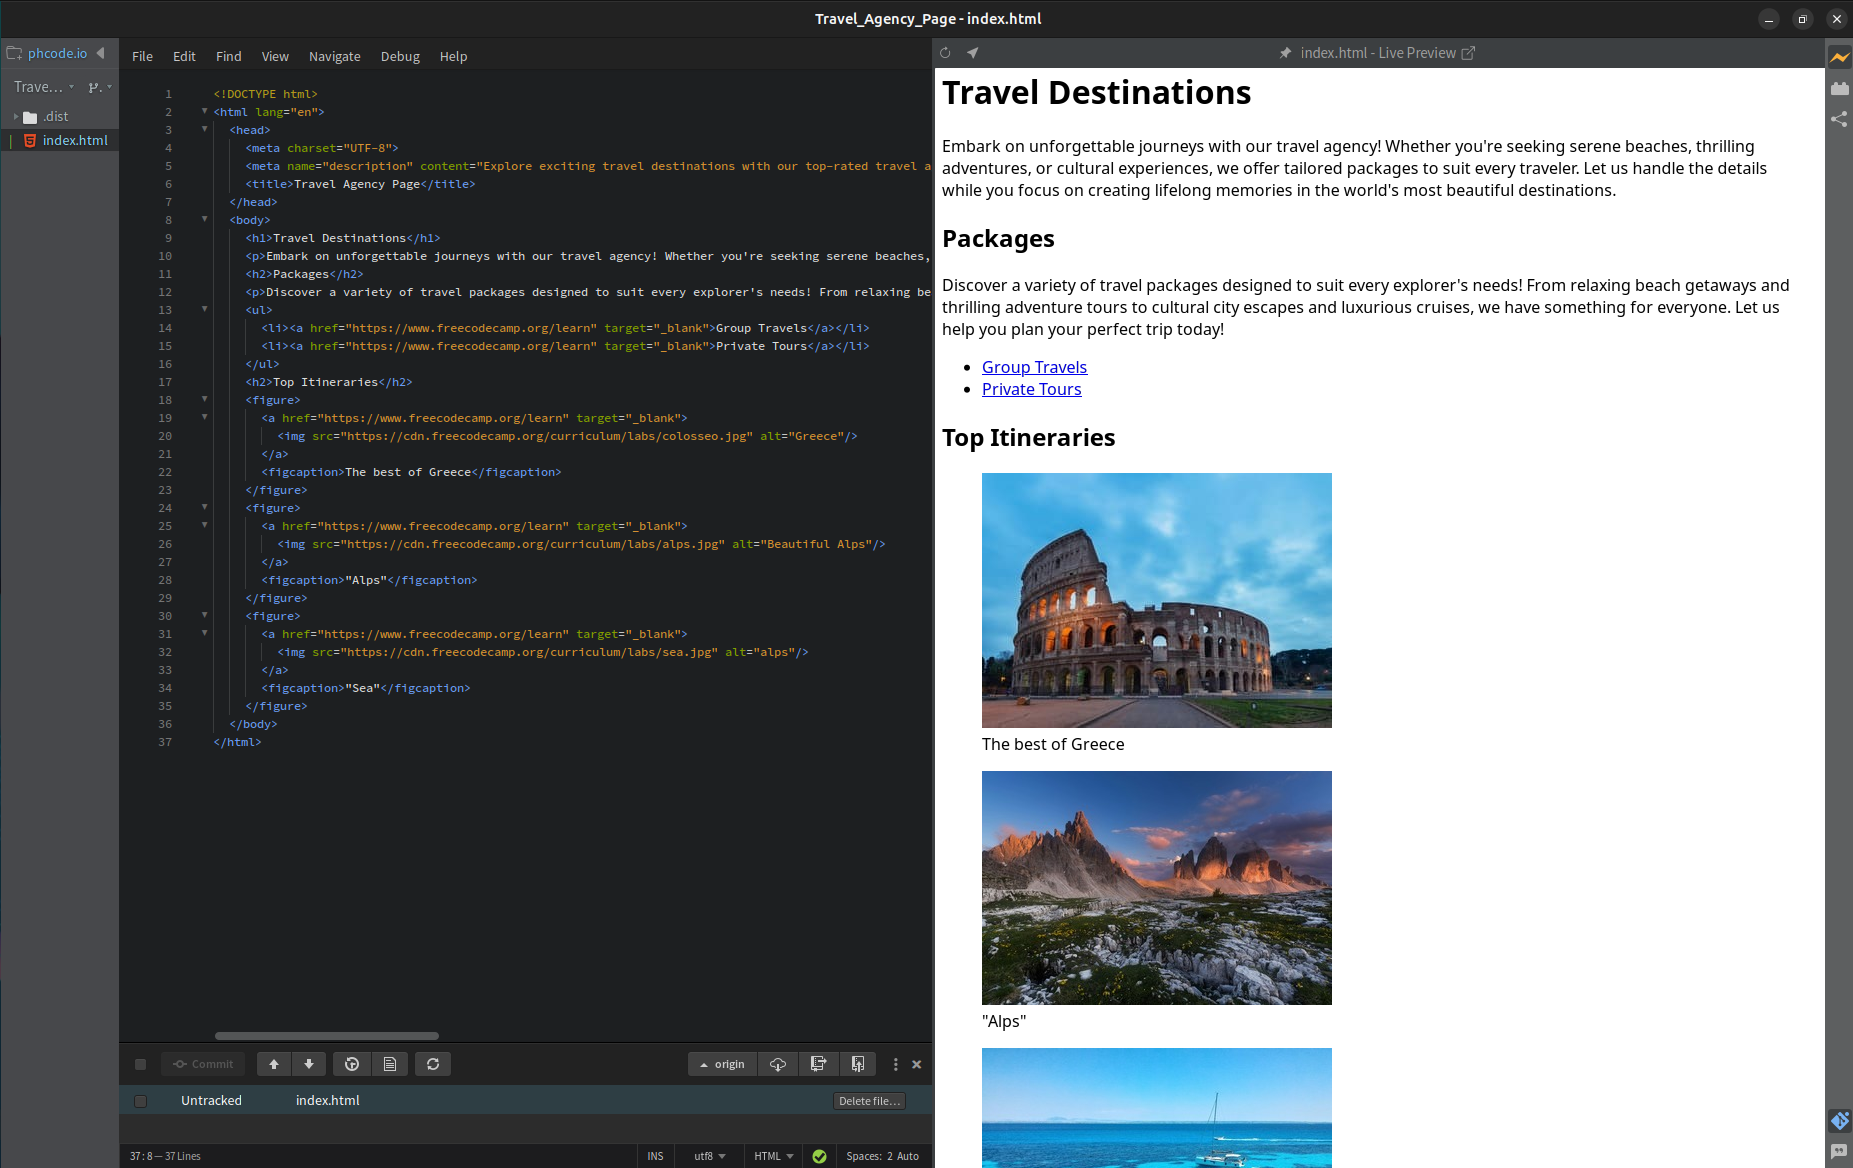 Travel_Agency_Page - index.html
phcode.io
Trave...
.dist
index.html
File Edit Find View Navigate Debug Help
1 <!DOCTYPE html>
2 <html lang="en">
3 <head>
4 <meta charset="UTF-8">
5 <meta name="description" content="Explore exciting travel destinations with our top-rated travel a
6 <title>Travel Agency Page</title>
7 </head>
8 <body>
9 <h1>Travel Destinations</h1>
10 <p>Embark on unforgettable journeys with our travel agency! Whether you're seeking serene beaches,
11 <h2>Packages</h2>
12 <p>Discover a variety of travel packages designed to suit every explorer's needs! From relaxing be
13 <ul>
14 <li><a href="https://www.freecodecamp.org/learn" target="_blank">Group Travels</a></li>
15 <li><a href="https://www.freecodecamp.org/learn" target="_blank">Private Tours</a></li>
16 </ul>
17 <h2>Top Itineraries</h2>
18 <figure>
19 <a href="https://www.freecodecamp.org/learn" target="_blank">
20 <img src="https://cdn.freecodecamp.org/curriculum/labs/colosseo.jpg" alt="Greece"/>
21 </a>
22 <figcaption>The best of Greece</figcaption>
23 </figure>
24 <figure>
25 <a href="https://www.freecodecamp.org/learn" target="_blank">
26 <img src="https://cdn.freecodecamp.org/curriculum/labs/alps.jpg" alt="Beautiful Alps"/>
27 </a>
28 <figcaption>"Alps"</figcaption>
29 </figure>
30 <figure>
31 <a href="https://www.freecodecamp.org/learn" target="_blank">
32 <img src="https://cdn.freecodecamp.org/curriculum/labs/sea.jpg" alt="alps"/>
33 </a>
34 <figcaption>"Sea"</figcaption>
35 </figure>
36 </body>
37 </html>
Commit
origin
Untracked index.html Delete file...
37:8 — 37 Lines
INS utf8 HTML Spaces: 2 Auto
index.html - Live Preview
Travel Destinations
Embark on unforgettable journeys with our travel agency! Whether you're seeking serene beaches, thrilling
adventures, or cultural experiences, we offer tailored packages to suit every traveler. Let us handle the details
while you focus on creating lifelong memories in the world's most beautiful destinations.
Packages
Discover a variety of travel packages designed to suit every explorer's needs! From relaxing beach getaways and
thrilling adventure tours to cultural city escapes and luxurious cruises, we have something for everyone. Let us
help you plan your perfect trip today!
Group Travels
Private Tours
Top Itineraries
The best of Greece
"Alps"